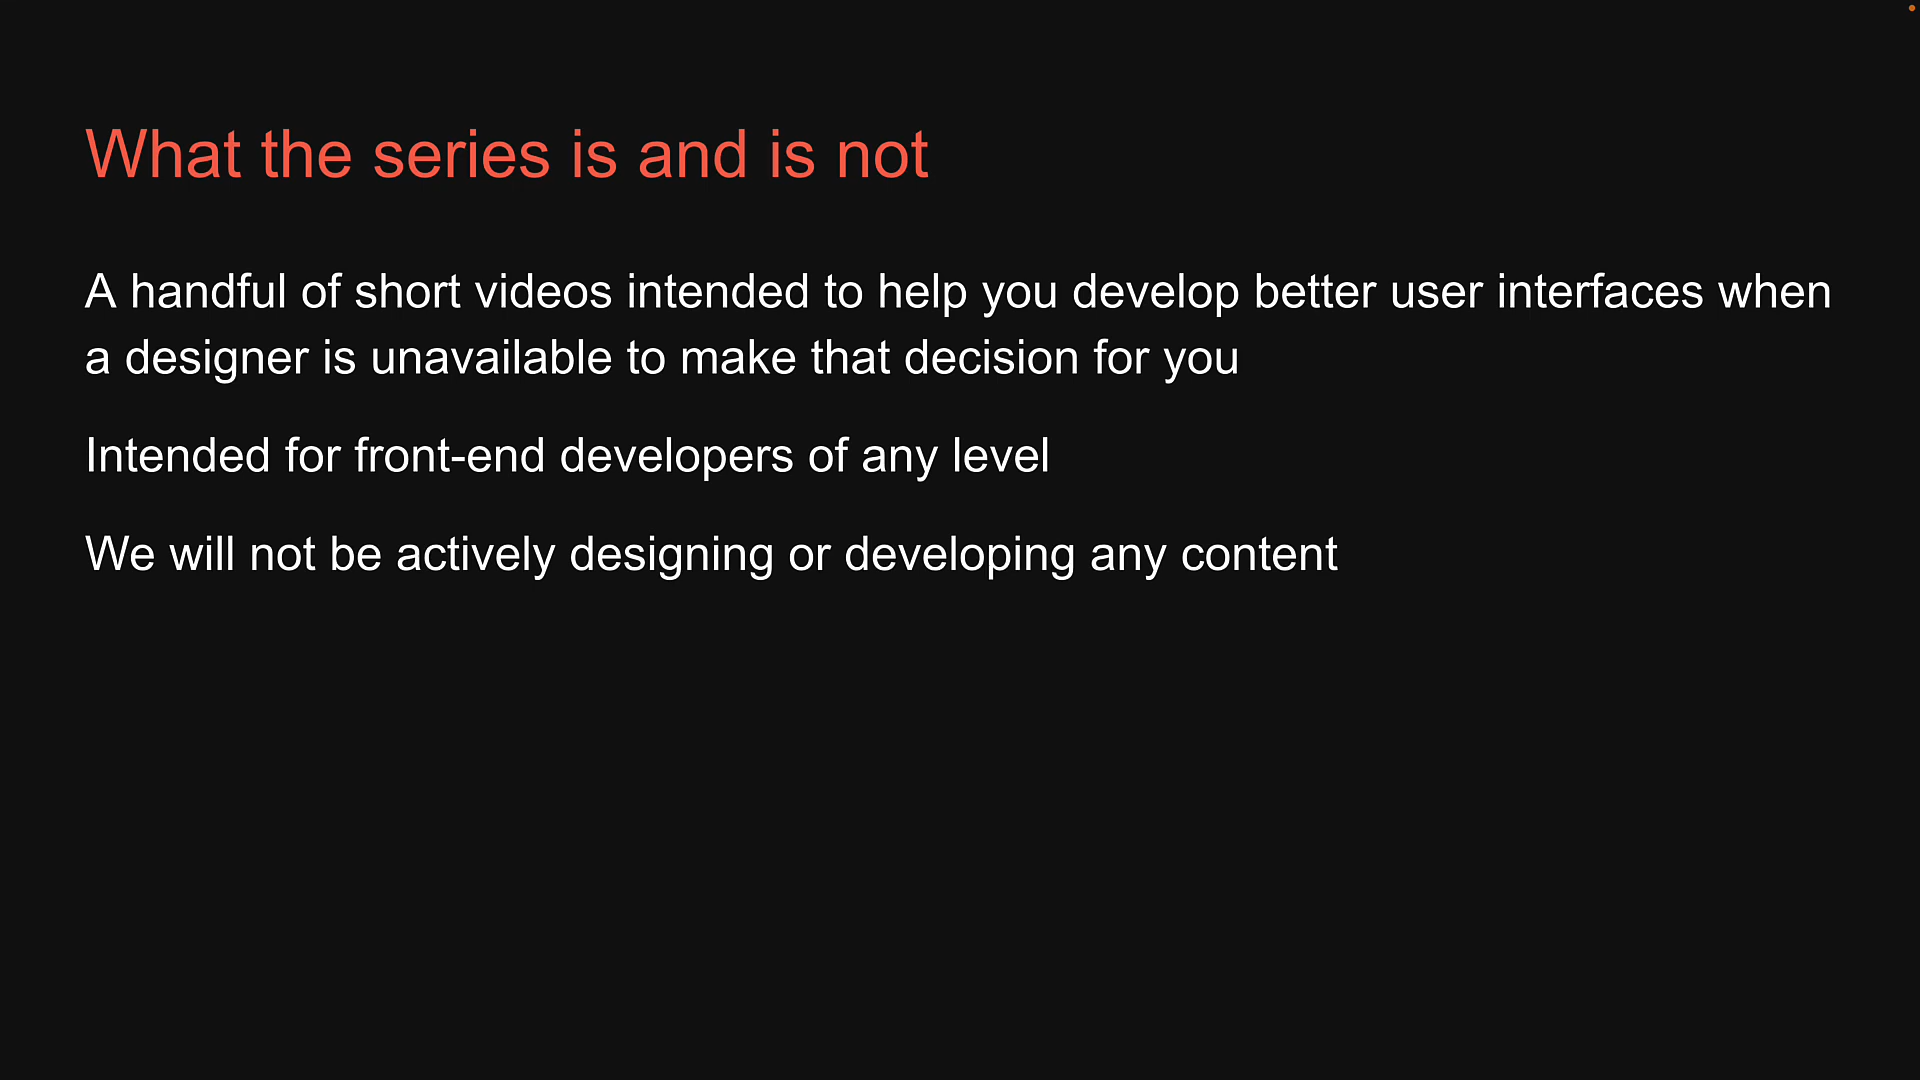 What the series is and is not
A handful of short videos intended to help you develop better user interfaces when
a designer is unavailable to make that decision for you
Intended for front-end developers of any level
We will not be actively designing or developing any content